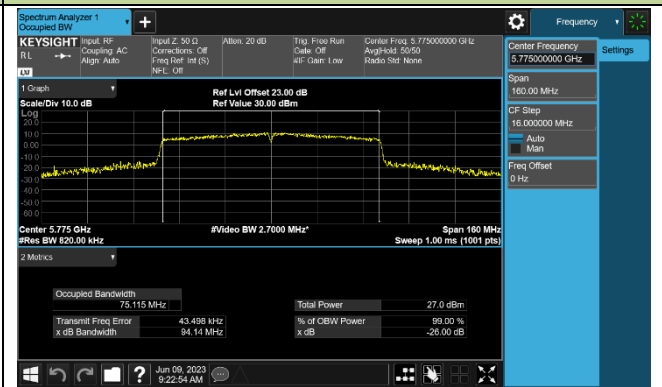 Spectrum Analyzer 1
Occupied BW
Frequency
KEYSIGHT
RL
LXI
Input: RF
Coupling: AC
Align: Auto
Input Z: 50 Ω
Corrections: Off
Freq Ref: Int (S)
NFE: Off
Atten: 20 dB
Trig: Free Run
Gate: Off
#IF Gain: Low
Center Freq: 5.775000000 GHz
Avg|Hold: 50/50
Radio Std: None
Center Frequency
5.775000000 GHz
Settings
Span
160.00 MHz
CF Step
16.000000 MHz
Auto
Man
Freq Offset
0 Hz
1 Graph
Scale/Div 10.0 dB
Ref Lvl Offset 23.00 dB
Ref Value 30.00 dBm
Log
20.0
10.0
0.00
-10.0
-20.0
-30.0
-40.0
-50.0
-60.0
Center 5.775 GHz
#Video BW 2.7000 MHz*
Span 160 MHz
#Res BW 820.00 kHz
Sweep 1.00 ms (1001 pts)
2 Metrics
Occupied Bandwidth
75.115 MHz
Total Power
27.0 dBm
Transmit Freq Error
43.498 kHz
% of OBW Power
99.00 %
x dB Bandwidth
94.14 MHz
x dB
-26.00 dB
?
Jun 09, 2023
9:22:54 AM